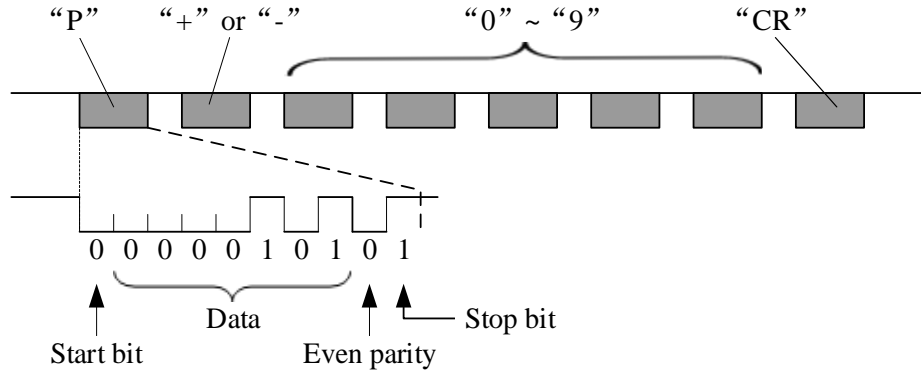 “P” “+” or “-” “0” ~ “9” “CR”
0 0 0 0 0 1 0 1 0 1
Data
Stop bit
Start bit
Even parity